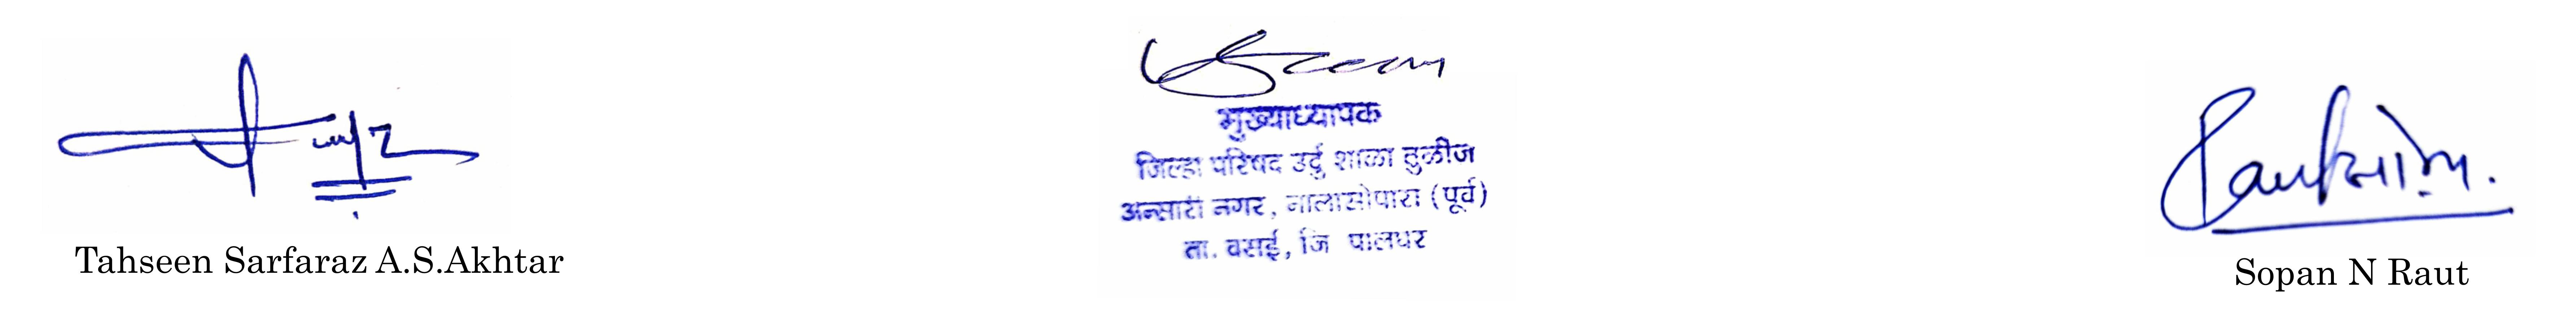 मुख्याध्यापक
जिल्हा परिषद उर्दु शाळा तुळींज
अन्सारी नगर, नालासोपारा (पूर्व)
ता. वसई, जि पालघर
Tahseen Sarfaraz A.S.Akhtar
Sopan N Raut